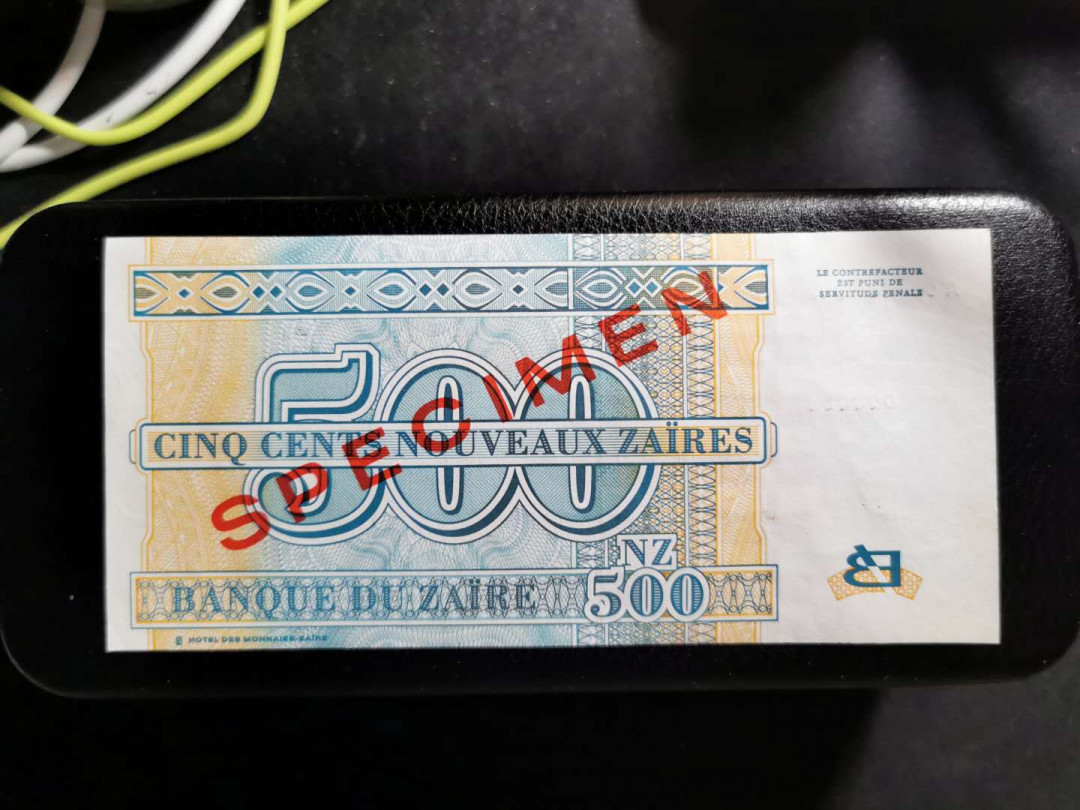 LE CONTREFACTEUR
EST PUNI DE
SERVITUDE PENALE
SPECIMEN
500
CINQ CENTS NOUVEAUX ZAÏRES
NZ
500
BANQUE DU ZAÏRE
HOTEL DES MONNAIES-ZAÏRE